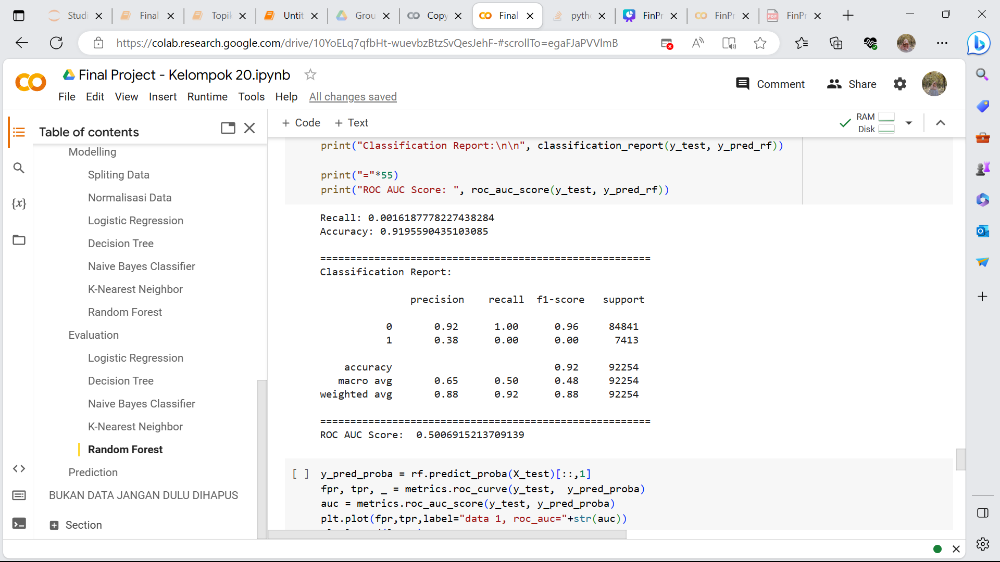 Studi
Final
Topik
Untit
Grou
Copy
Final
pytho
FinPr
FinPr
FinPr
https://colab.research.google.com/drive/10YoELq7qfbHt-wuevbzBtzSvQesJehF-#scrollTo=egaFJaPVVlmB
Final Project - Kelompok 20.ipynb
Comment
Share
File Edit View Insert Runtime Tools Help All changes saved
+ Code + Text
RAM
Disk
Table of contents
Modelling
Spliting Data
Normalisasi Data
Logistic Regression
Decision Tree
Naive Bayes Classifier
K-Nearest Neighbor
Random Forest
Evaluation
Logistic Regression
Decision Tree
Naive Bayes Classifier
K-Nearest Neighbor
Random Forest
Prediction
BUKAN DATA JANGAN DULU DIHAPUS
Section
print("Classification Report:\n\n", classification_report(y_test, y_pred_rf))
print("="*55)
print("ROC AUC Score: ", roc_auc_score(y_test, y_pred_rf))
Recall: 0.0016187778227438284
Accuracy: 0.9195590435103085
=======================================================
Classification Report:
precision recall f1-score support
0 0.92 1.00 0.96 84841
1 0.38 0.00 0.00 7413
accuracy 0.92 92254
macro avg 0.65 0.50 0.48 92254
weighted avg 0.88 0.92 0.88 92254
=======================================================
ROC AUC Score: 0.5006915213709139
[ ] y_pred_proba = rf.predict_proba(X_test)[::,1]
fpr, tpr, _ = metrics.roc_curve(y_test, y_pred_proba)
auc = metrics.roc_auc_score(y_test, y_pred_proba)
plt.plot(fpr,tpr,label="data 1, roc_auc="+str(auc))